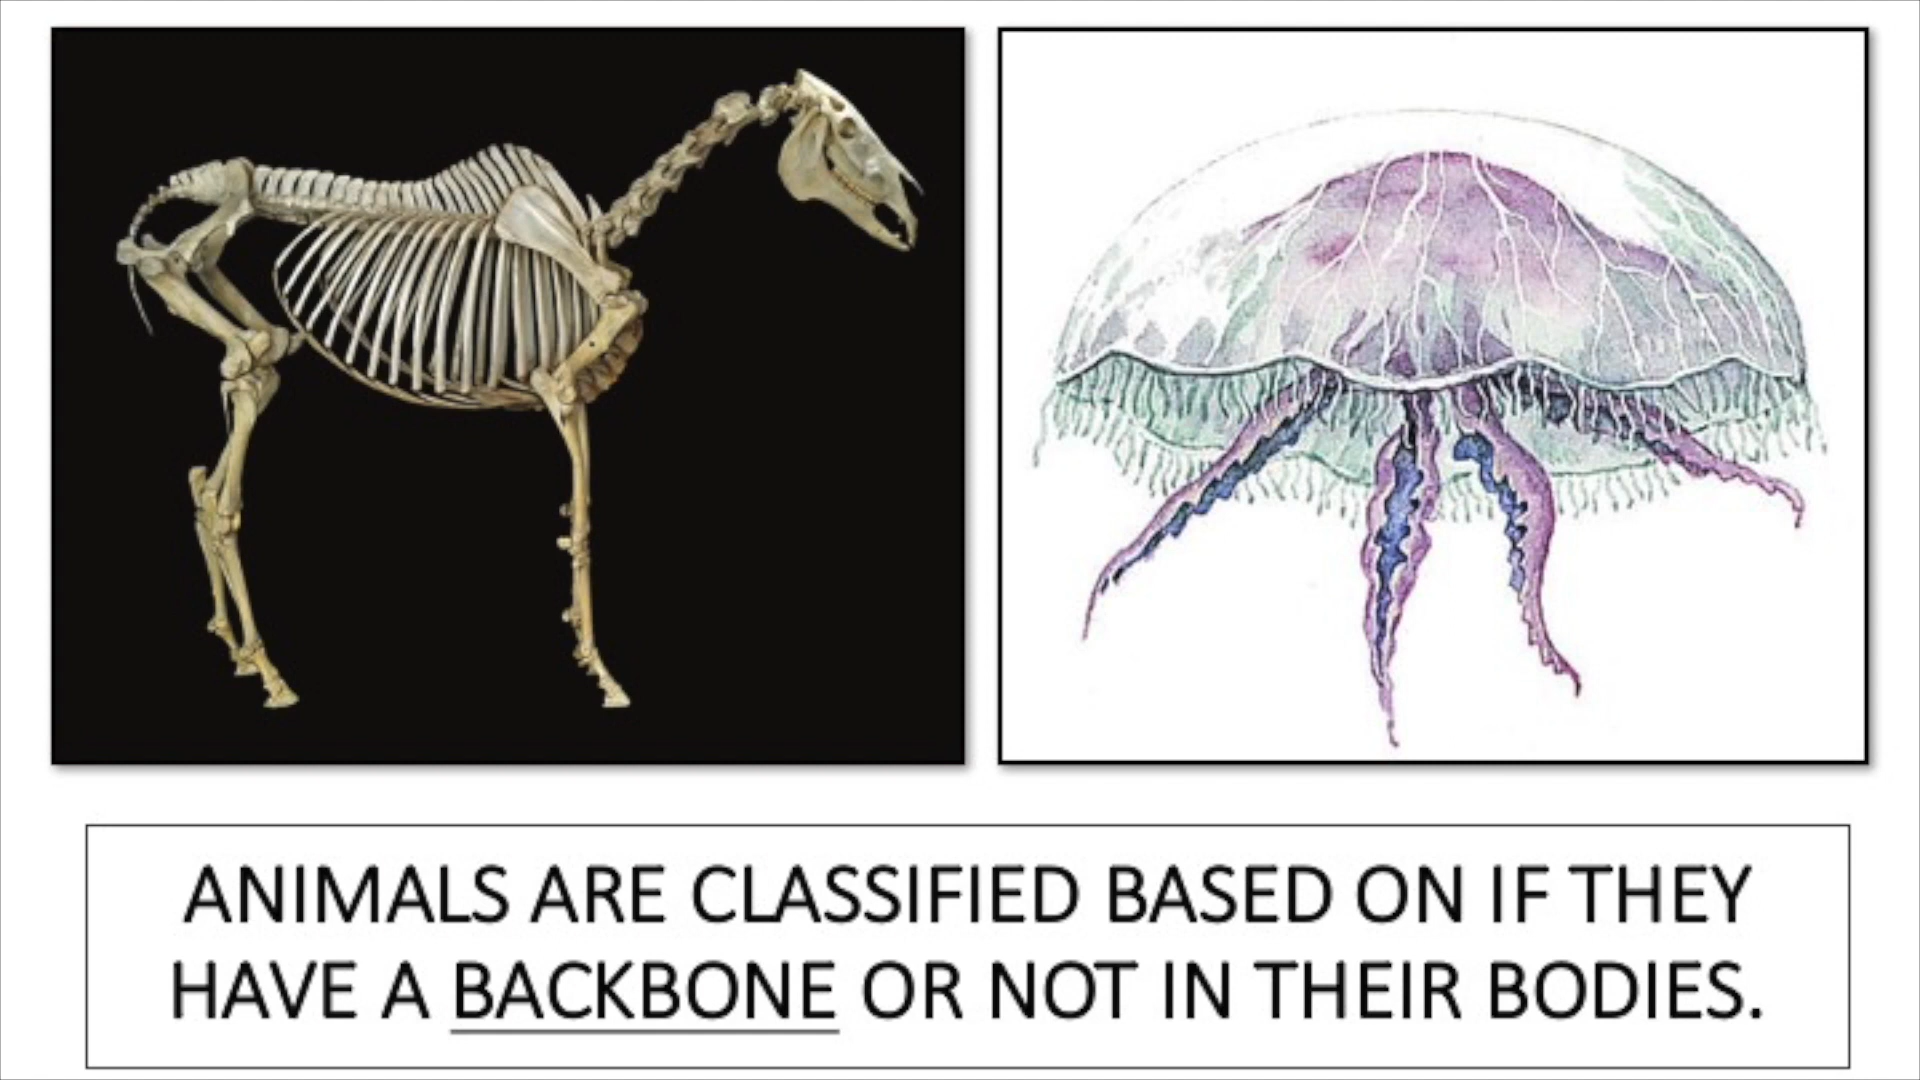 ANIMALS ARE CLASSIFIED BASED ON IF THEY
HAVE A BACKBONE OR NOT IN THEIR BODIES.